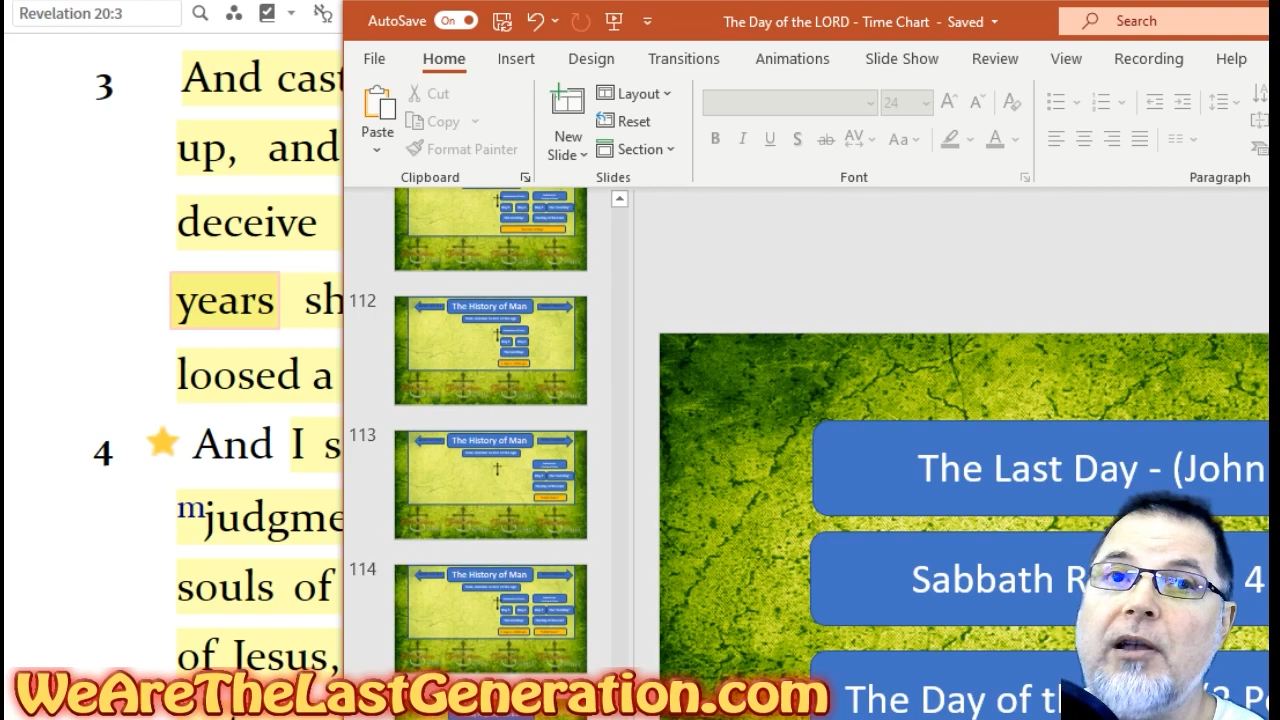 Revelation 20:3
3 And cast
up, and
deceive
years sh
loosed a
4 And I s
mjudgme
souls of
of Jesus,
AutoSave On
The Day of the LORD - Time Chart - Saved
Search
File Home Insert Design Transitions Animations Slide Show Review View Recording Help
Paste
Cut
Copy
Format Painter
Clipboard
New
Slide
Layout
Reset
Section
Slides
24
B I U S ab AV Aa
Font
Paragraph
112
The History of Man
113
The History of Man
114
The History of Man
The Last Day - (John
Sabbath R 4
The Day of th
WeAreTheLastGeneration.com